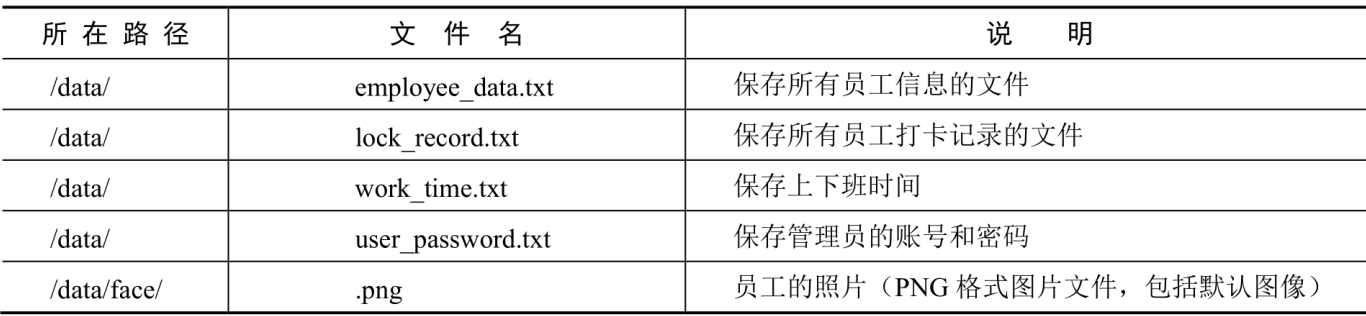 所在路径 文件名 说明
/data/ employee_data.txt 保存所有员工信息的文件
/data/ lock_record.txt 保存所有员工打卡记录的文件
/data/ work_time.txt 保存上下班时间
/data/ user_password.txt 保存管理员的账号和密码
/data/face/ .png 员工的照片（PNG 格式图片文件，包括默认图像）